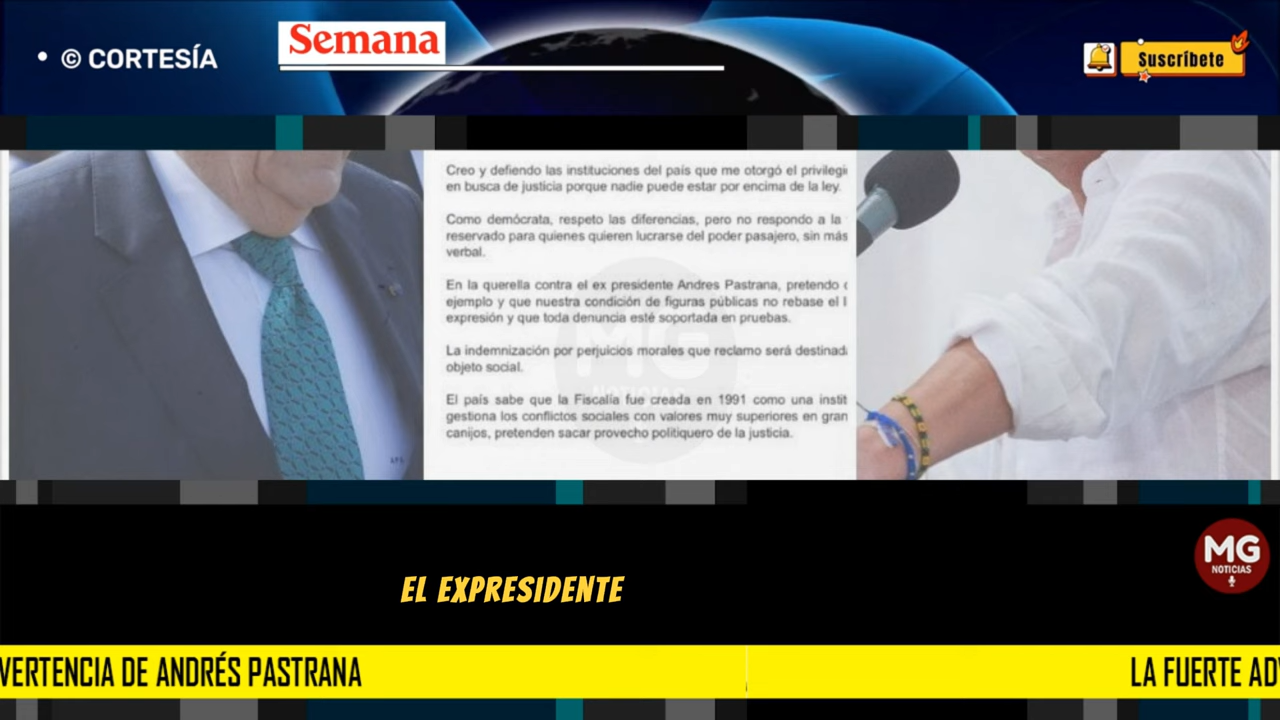 • © CORTESÍA
Semana
Suscríbete
Creo y defiendo las instituciones del país que me otorgó el privilegi
en busca de justicia porque nadie puede estar por encima de la ley.
Como demócrata, respeto las diferencias, pero no respondo a la
reservado para quienes quieren lucrarse del poder pasajero, sin más
verbal.
En la querella contra el ex presidente Andres Pastrana, pretendo
ejemplo y que nuestra condición de figuras públicas no rebase el l
expresión y que toda denuncia esté soportada en pruebas.
La indemnización por perjuicios morales que reclamo será destinad
objeto social.
El país sabe que la Fiscalía fue creada en 1991 como una instit
gestiona los conflictos sociales con valores muy superiores en gran
canijos, pretenden sacar provecho politiquero de la justicia.
MG
NOTICIAS
MG
NOTICIAS
EL EXPRESIDENTE
VERTENCIA DE ANDRÉS PASTRANA
LA FUERTE AD